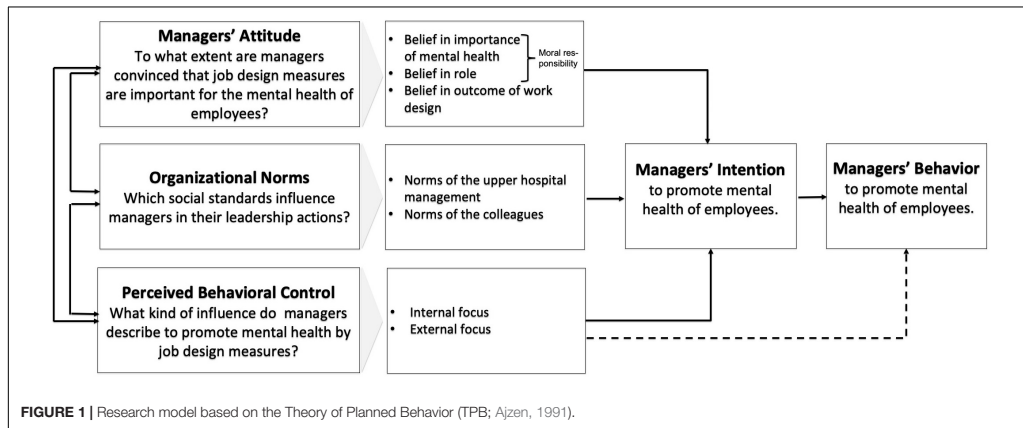 Managers' Attitude
To what extent are managers
convinced that job design measures
are important for the mental health of
employees?
• Belief in importance
of mental health
• Belief in role
• Belief in outcome of work
design
Moral res-
ponsibility
Organizational Norms
Which social standards influence
managers in their leadership actions?
• Norms of the upper hospital
management
• Norms of the colleagues
Perceived Behavioral Control
What kind of influence do managers
describe to promote mental health by
job design measures?
• Internal focus
• External focus
Managers' Intention
to promote mental
health of employees.
Managers' Behavior
to promote mental
health of employees.
FIGURE 1 | Research model based on the Theory of Planned Behavior (TPB; Ajzen, 1991).